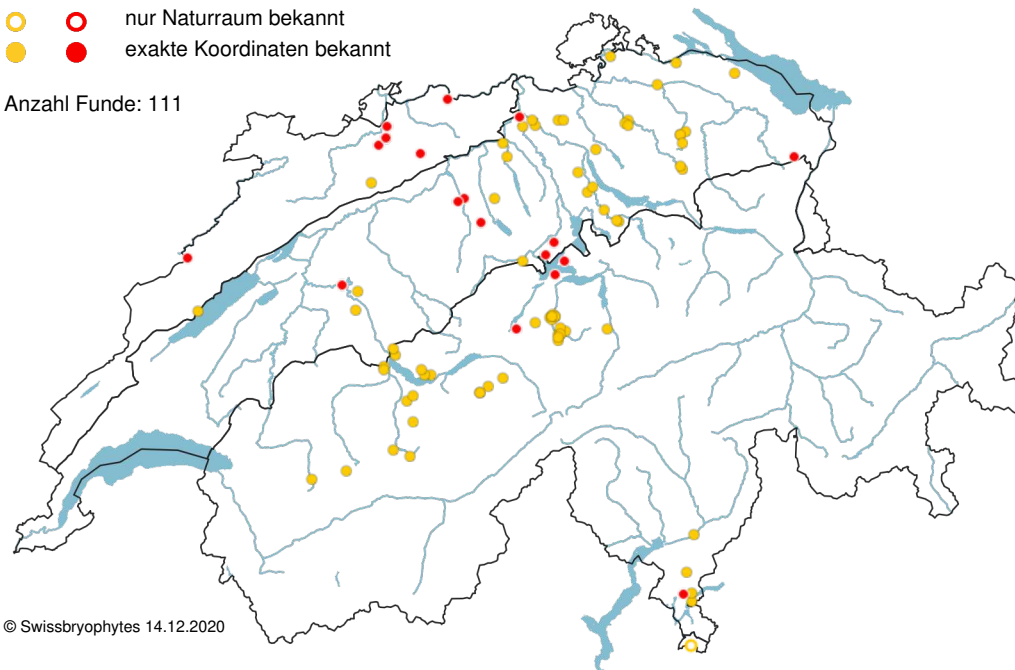 nur Naturraum bekannt
exakte Koordinaten bekannt
Anzahl Funde: 111
© Swissbryophytes 14.12.2020